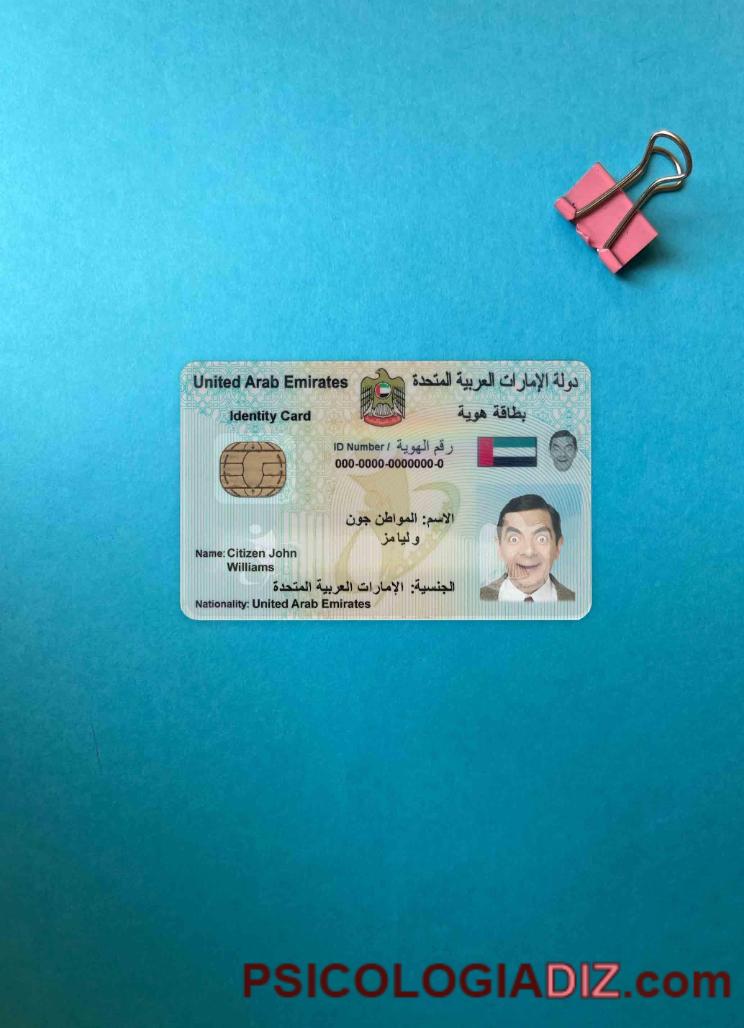 United Arab Emirates دولة الإمارات العربية المتحدة
Identity Card بطاقة هوية
ID Number / رقم الهوية
000-0000-0000000-0
الاسم: المواطن جون
وليامز
Name: Citizen John
Williams
الجنسية: الإمارات العربية المتحدة
Nationality: United Arab Emirates
PSICOLOGIADIZ.com